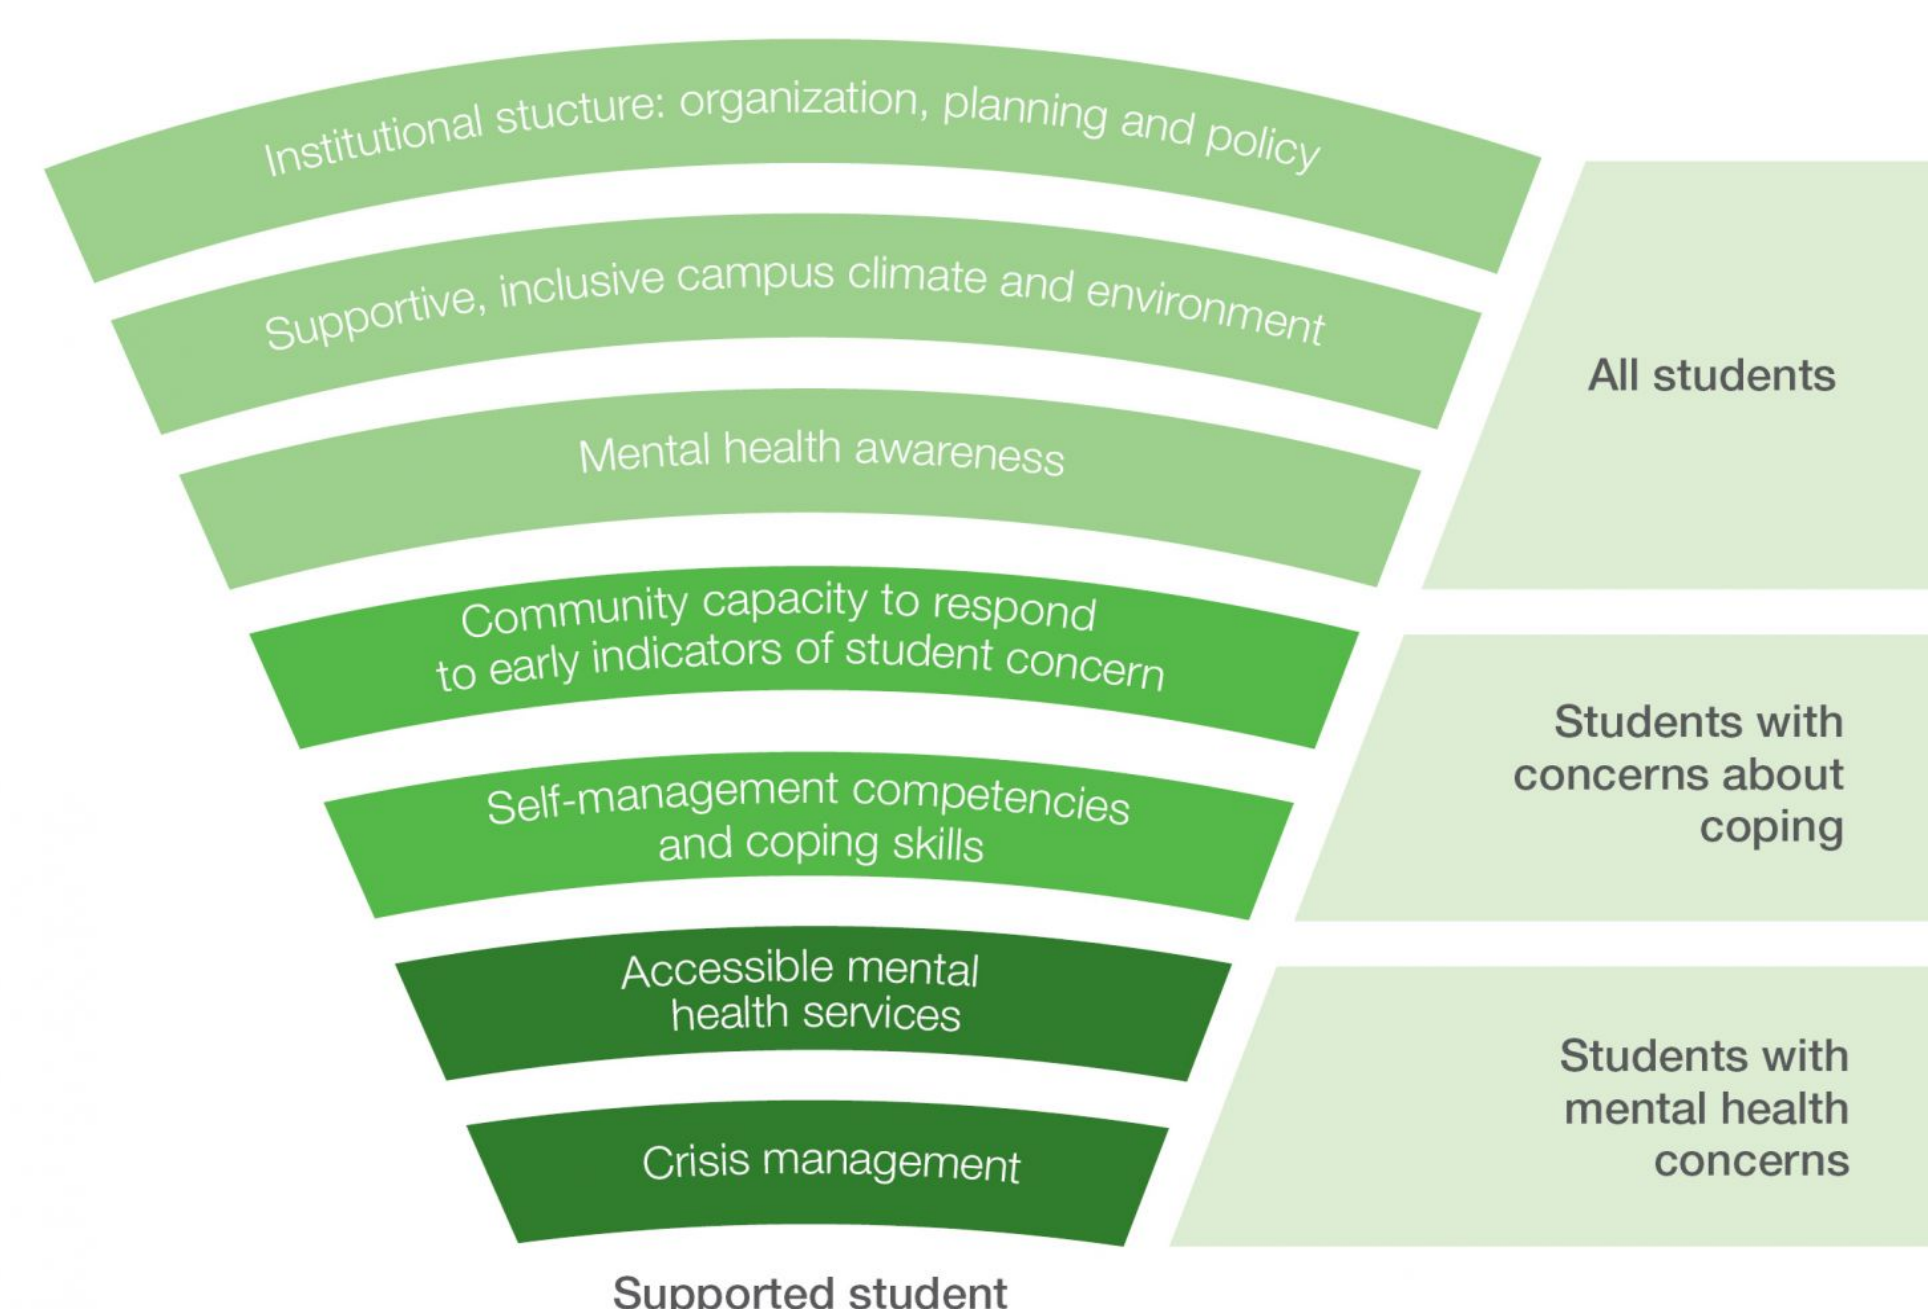 Institutional stucture: organization, planning and policy
Supportive, inclusive campus climate and environment
Mental health awareness
All students
Community capacity to respond
to early indicators of student concern
Self-management competencies
and coping skills
Students with
concerns about
coping
Accessible mental
health services
Crisis management
Students with
mental health
concerns
Supported student